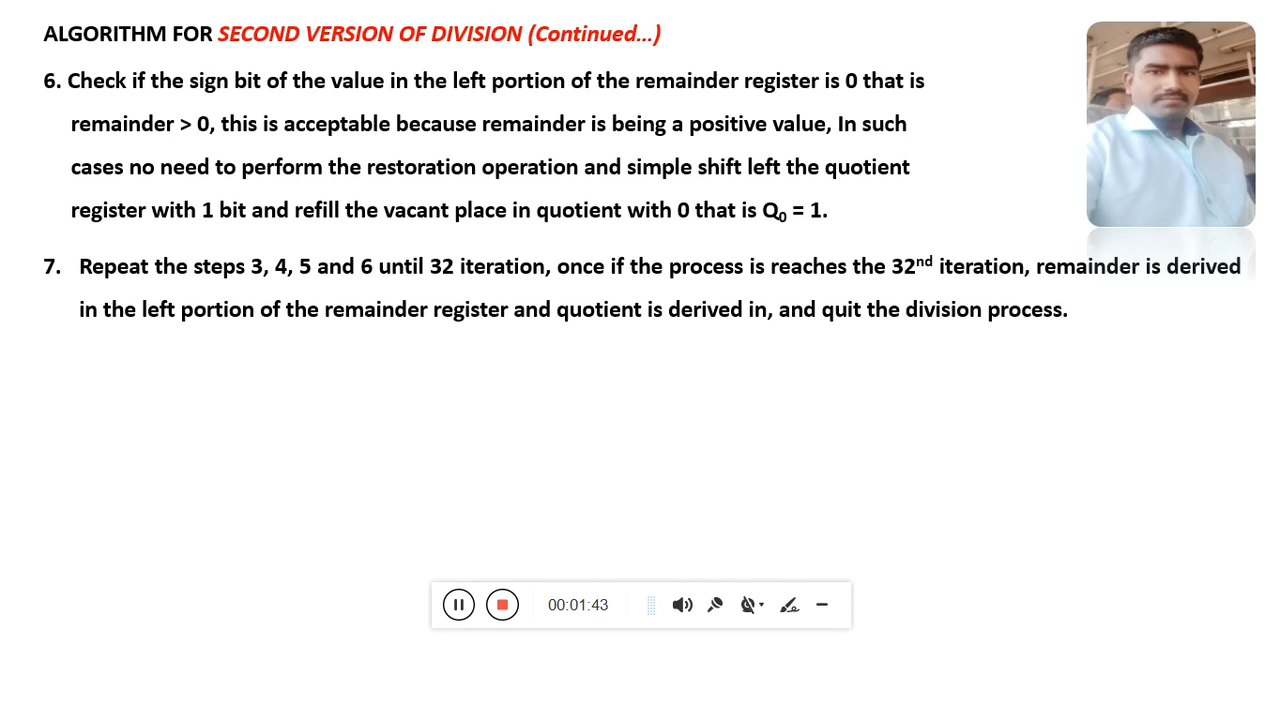 ALGORITHM FOR SECOND VERSION OF DIVISION (Continued...)
6. Check if the sign bit of the value in the left portion of the remainder register is 0 that is
remainder > 0, this is acceptable because remainder is being a positive value, In such
cases no need to perform the restoration operation and simple shift left the quotient
register with 1 bit and refill the vacant place in quotient with 0 that is Q₀ = 1.
7. Repeat the steps 3, 4, 5 and 6 until 32 iteration, once if the process is reaches the 32nd iteration, remainder is derived
in the left portion of the remainder register and quotient is derived in, and quit the division process.
00:01:43